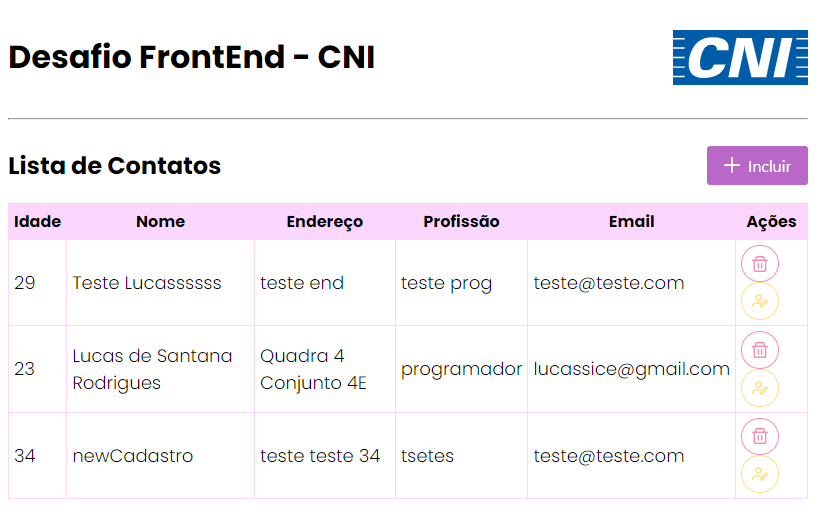 Desafio FrontEnd - CNI
CNI
Lista de Contatos
Incluir
Idade Nome Endereço Profissão Email Ações
29 Teste Lucassssss teste end teste prog teste@teste.com
23 Lucas de Santana Rodrigues Quadra 4 Conjunto 4E programador lucassice@gmail.com
34 newCadastro teste teste 34 tsetes teste@teste.com